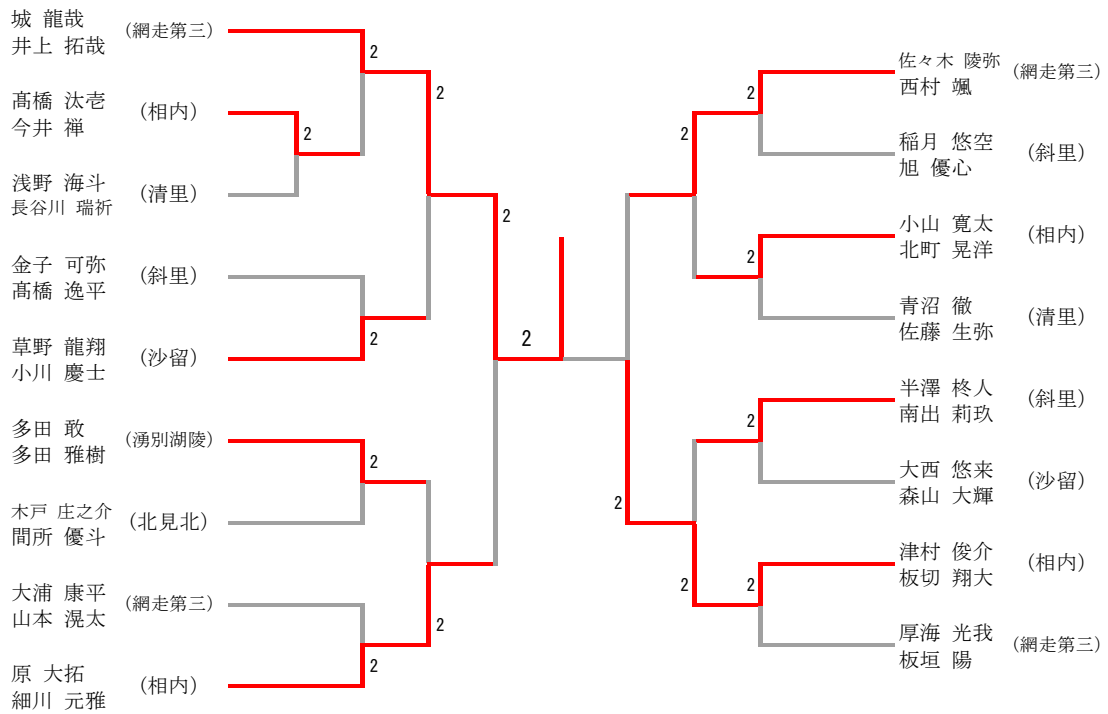 城 龍哉
井上 拓哉
(網走第三)
2
髙橋 汰壱
今井 禅
(相内)
2
浅野 海斗
長谷川 瑞祈
(清里)
2
金子 可弥
髙橋 逸平
(斜里)
草野 龍翔
小川 慶士
(沙留)
2
2
多田 敢
多田 雅樹
(湧別湖陵)
2
木戸 庄之介
間所 優斗
(北見北)
大浦 康平
山本 滉太
(網走第三)
2
原 大拓
細川 元雅
(相内)
2
2
佐々木 陵弥
西村 颯
(網走第三)
2
稲月 悠空
旭 優心
(斜里)
2
小山 寛太
北町 晃洋
(相内)
2
青沼 徹
佐藤 生弥
(清里)
半澤 柊人
南出 莉玖
(斜里)
2
大西 悠来
森山 大輝
(沙留)
2
津村 俊介
板切 翔大
(相内)
2
2
厚海 光我
板垣 陽
(網走第三)